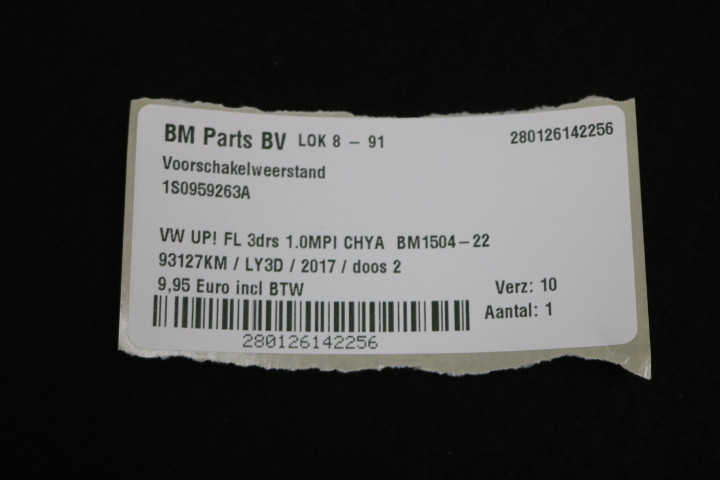 BM Parts BV LOK 8 - 91 280126142256
Voorschakelweerstand
1S0959263A
VW UP! FL 3drs 1.0MPI CHYA BM1504-22
93127KM / LY3D / 2017 / doos 2
9,95 Euro incl BTW Verz: 10
Aantal: 1
280126142256